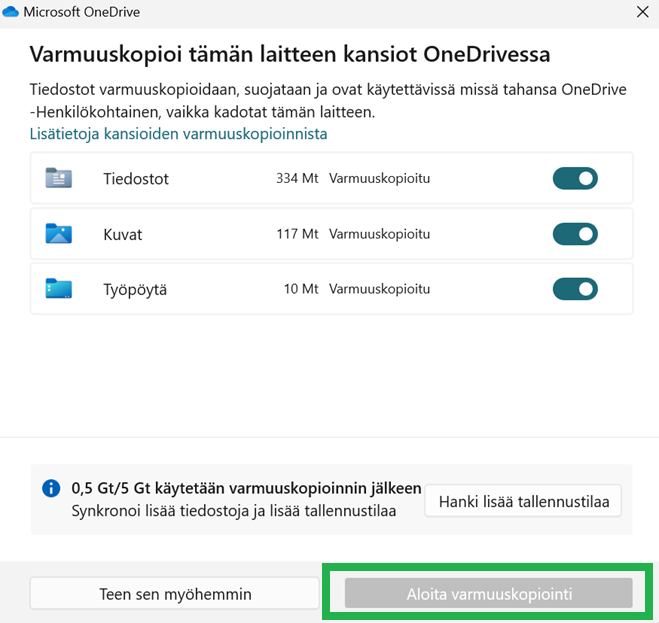 Microsoft OneDrive
Varmuuskopioi tämän laitteen kansiot OneDrivessa
Tiedostot varmuuskopioidaan, suojataan ja ovat käytettävissä missä tahansa OneDrive
-Henkilökohtainen, vaikka kadotat tämän laitteen.
Lisätietoja kansioiden varmuuskopioinnista
Tiedostot 334 Mt Varmuuskopioitu
Kuvat 117 Mt Varmuuskopioitu
Työpöytä 10 Mt Varmuuskopioitu
0,5 Gt/5 Gt käytetään varmuuskopioinnin jälkeen
Synkronoi lisää tiedostoja ja lisää tallennustilaa
Hanki lisää tallennustilaa
Teen sen myöhemmin
Aloita varmuuskopiointi